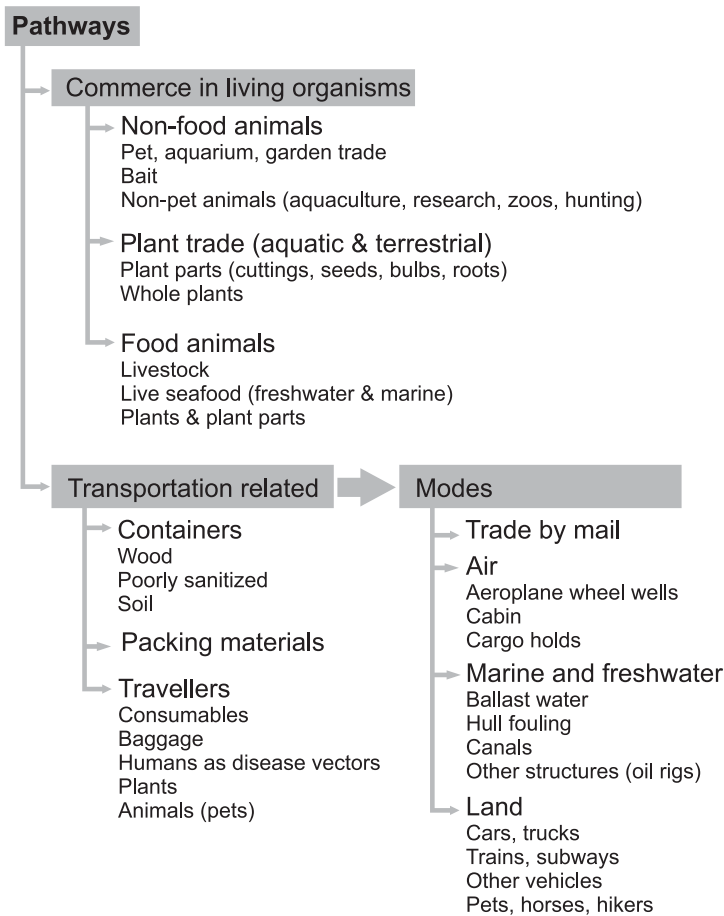 Pathways
Commerce in living organisms
Non-food animals
Pet, aquarium, garden trade
Bait
Non-pet animals (aquaculture, research, zoos, hunting)
Plant trade (aquatic & terrestrial)
Plant parts (cuttings, seeds, bulbs, roots)
Whole plants
Food animals
Livestock
Live seafood (freshwater & marine)
Plants & plant parts
Transportation related
Containers
Wood
Poorly sanitized
Soil
Packing materials
Travellers
Consumables
Baggage
Humans as disease vectors
Plants
Animals (pets)
Modes
Trade by mail
Air
Aeroplane wheel wells
Cabin
Cargo holds
Marine and freshwater
Ballast water
Hull fouling
Canals
Other structures (oil rigs)
Land
Cars, trucks
Trains, subways
Other vehicles
Pets, horses, hikers